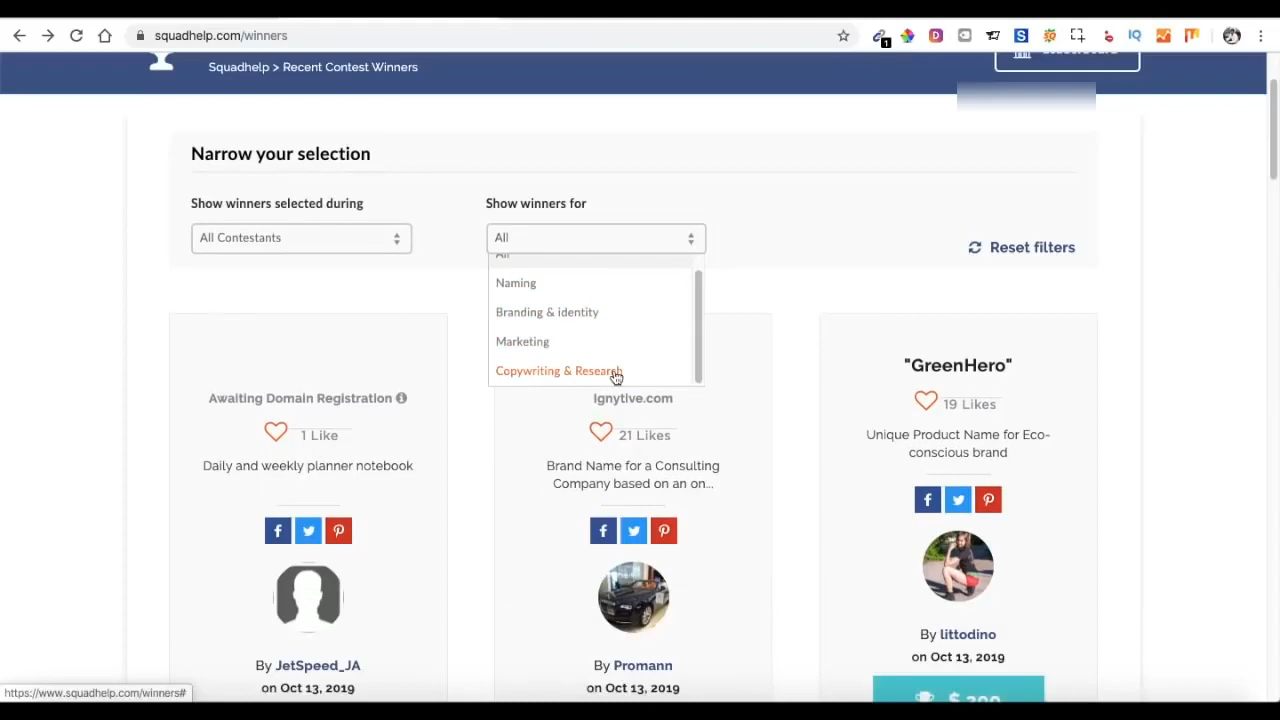 squadhelp.com/winners
1
Squadhelp > Recent Contest Winners
Narrow your selection
Show winners selected during
Show winners for
All Contestants
All
Reset filters
All
Naming
Branding & identity
Marketing
Copywriting & Research
Awaiting Domain Registration
1 Like
Daily and weekly planner notebook
By JetSpeed_JA
on Oct 13, 2019
Ignytive.com
21 Likes
Brand Name for a Consulting
Company based on an on...
By Promann
on Oct 13, 2019
"GreenHero"
19 Likes
Unique Product Name for Eco-
conscious brand
By littodino
on Oct 13, 2019
https://www.squadhelp.com/winners#